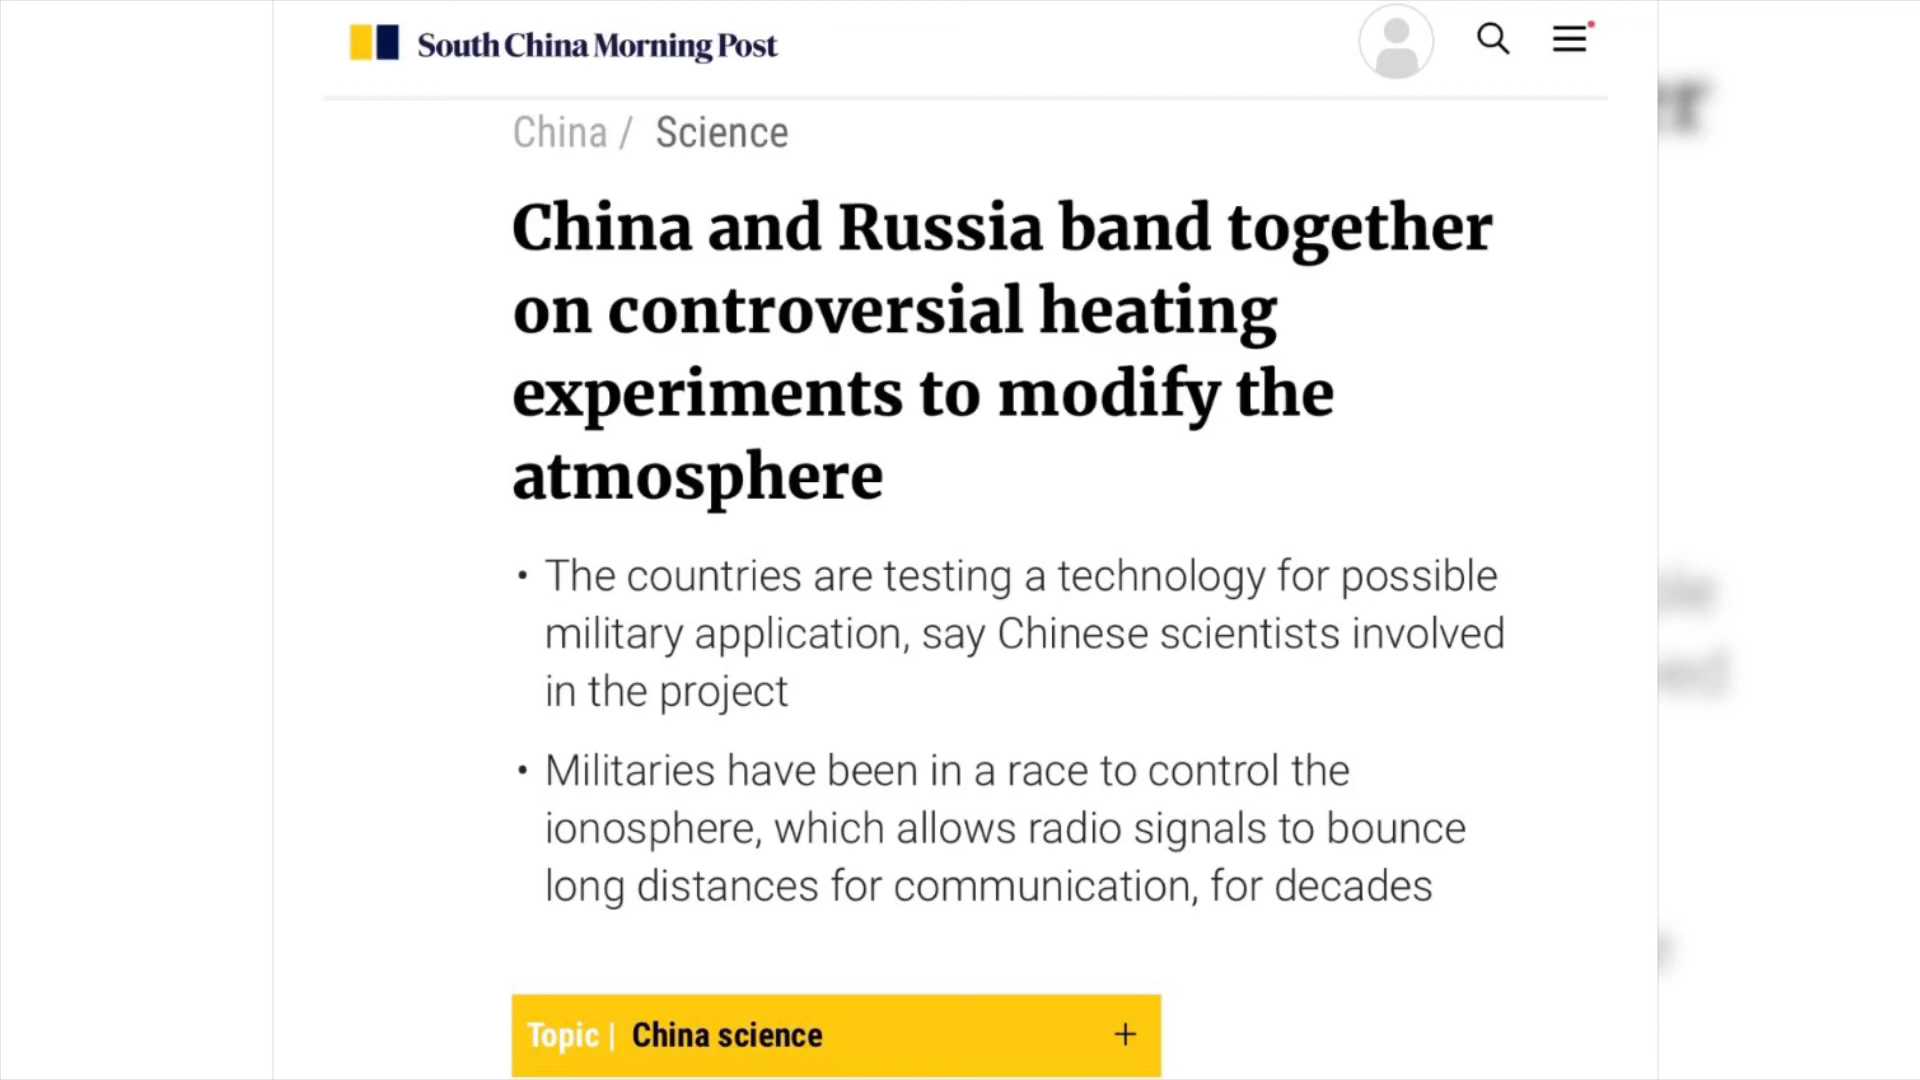 South China Morning Post
China / Science
China and Russia band together
on controversial heating
experiments to modify the
atmosphere
• The countries are testing a technology for possible
military application, say Chinese scientists involved
in the project
• Militaries have been in a race to control the
ionosphere, which allows radio signals to bounce
long distances for communication, for decades
Topic | China science +